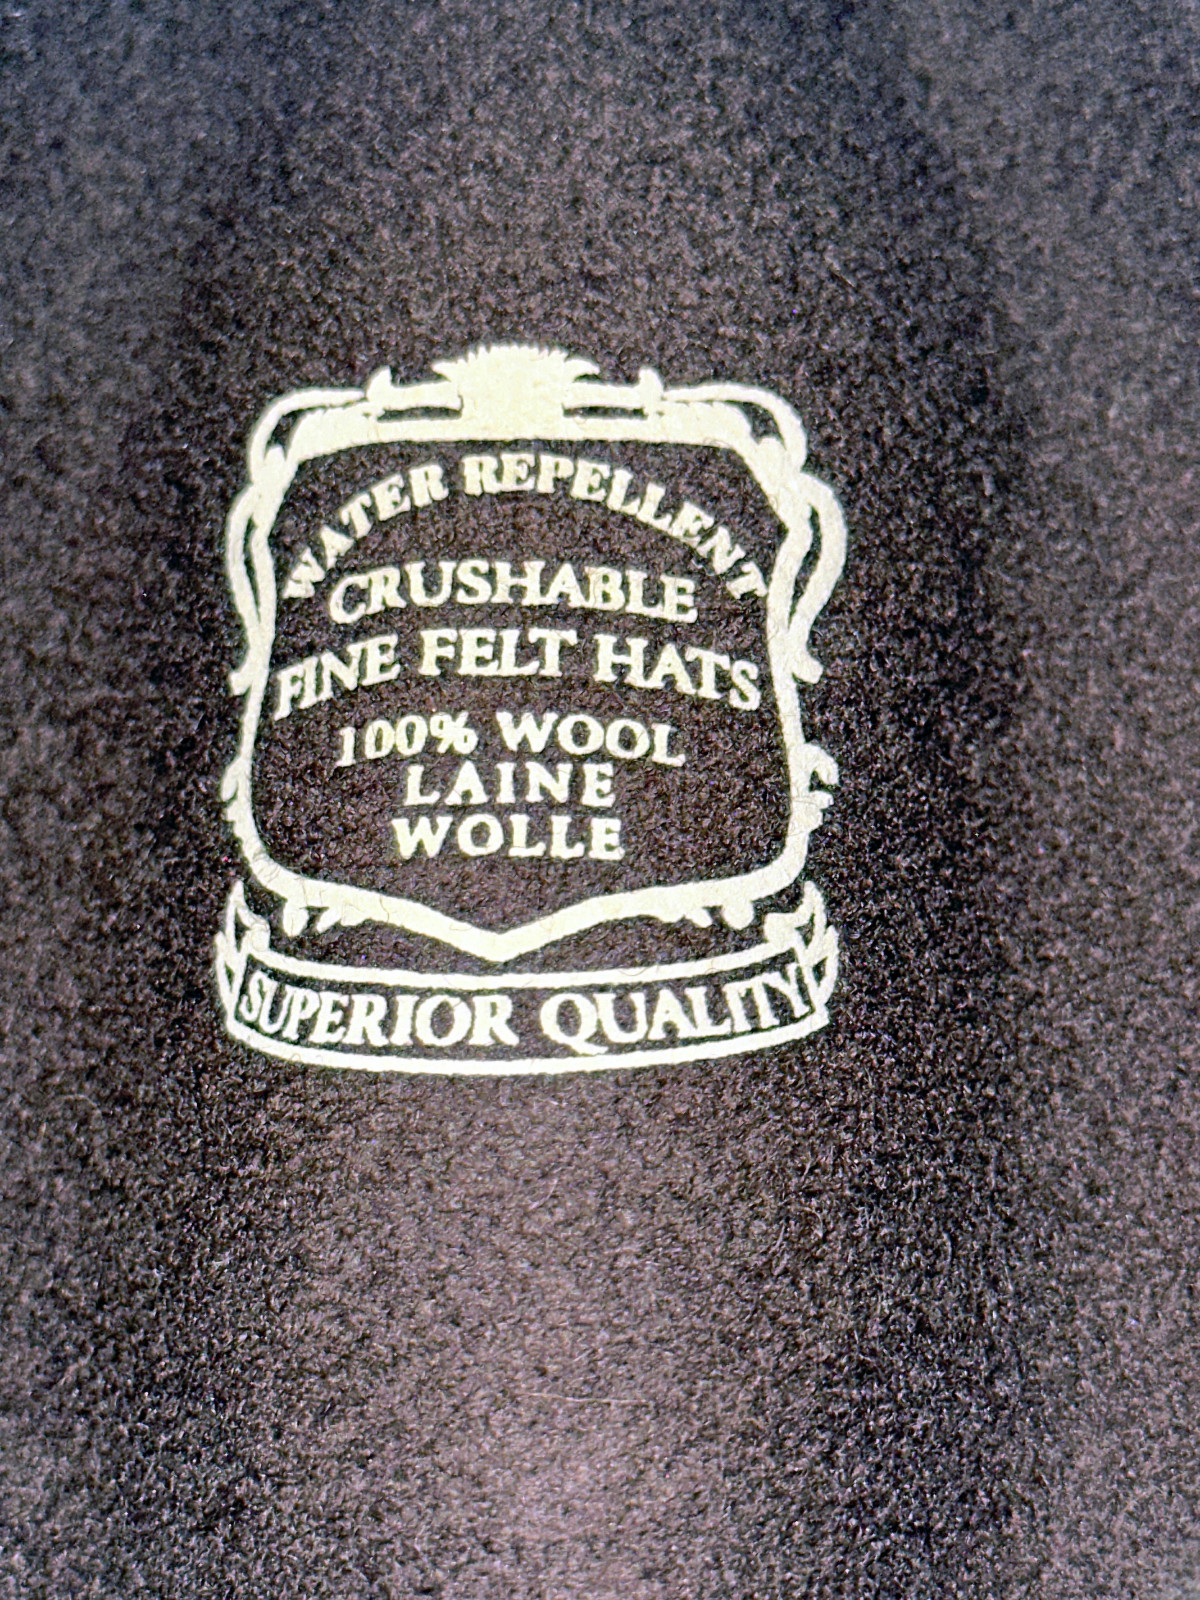 WATER REPELLENT
CRUSHABLE
FINE FELT HATS
100% WOOL
LAINE
WOLLE
SUPERIOR QUALITY